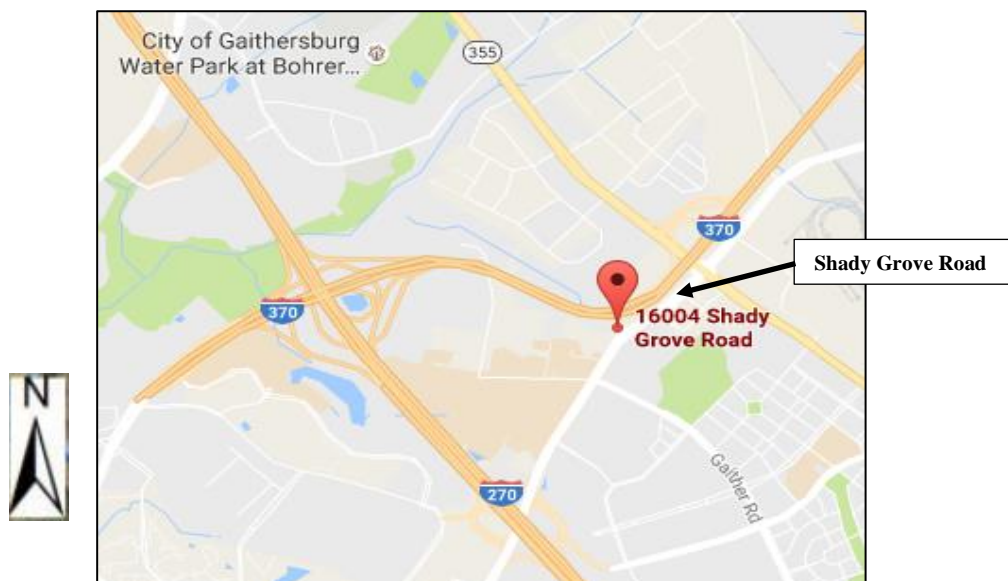 City of Gaithersburg
Water Park at Bohrer...
355
370
Shady Grove Road
370
16004 Shady
Grove Road
N
270
Gaither Rd